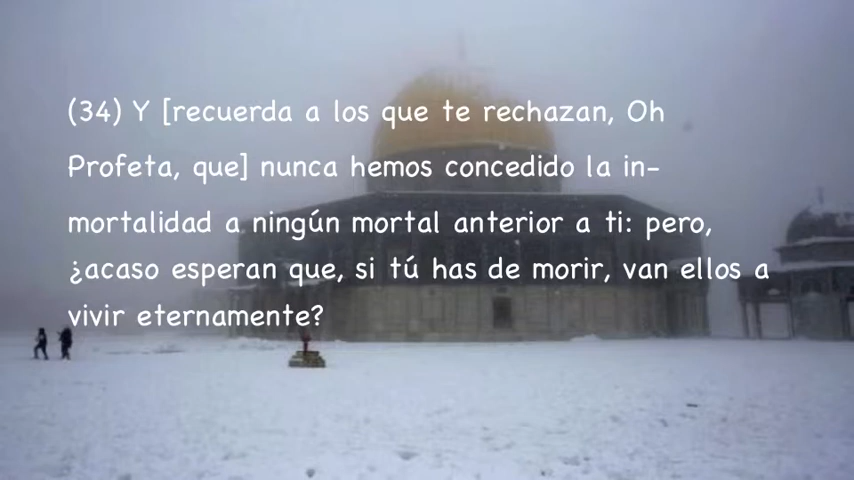 (34) Y [recuerda a los que te rechazan, Oh
Profeta, que] nunca hemos concedido la in-
mortalidad a ningún mortal anterior a ti: pero,
¿acaso esperan que, si tú has de morir, van ellos a
vivir eternamente?